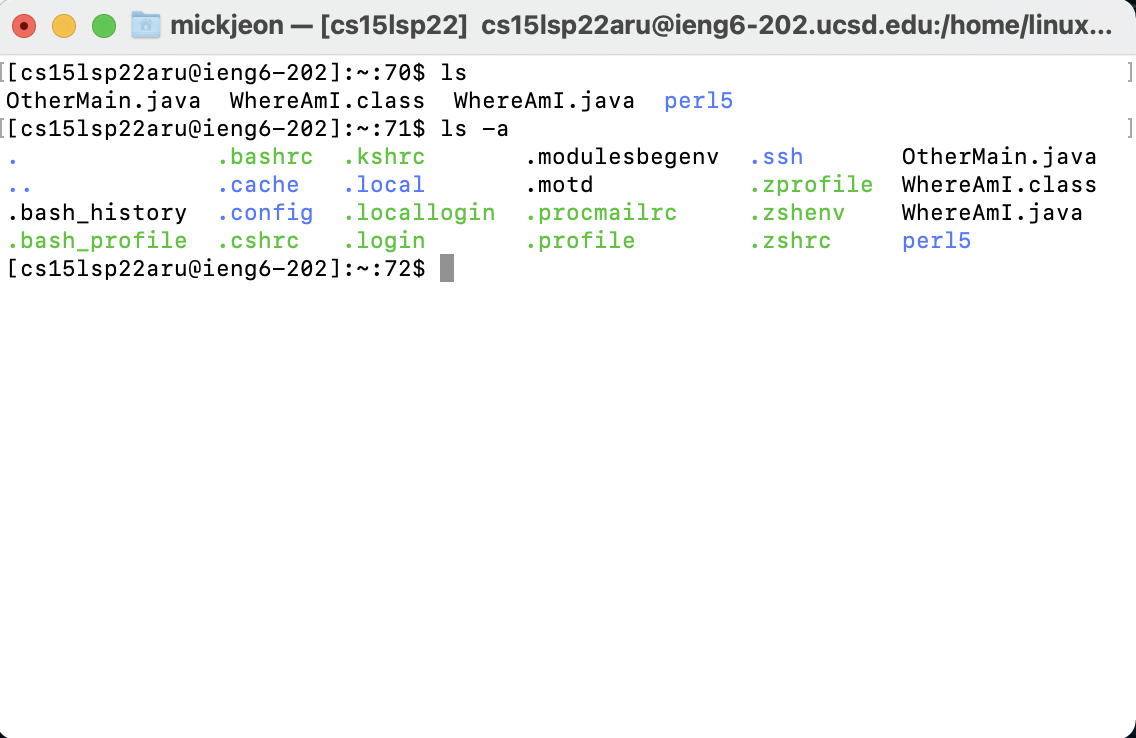 mickjeon — [cs15lsp22] cs15lsp22aru@ieng6-202.ucsd.edu:/home/linux...
[[cs15lsp22aru@ieng6-202]:~:70$ ls ]
OtherMain.java WhereAmI.class WhereAmI.java perl5
[[cs15lsp22aru@ieng6-202]:~:71$ ls -a ]
. .bashrc .kshrc .modulesbegenv .ssh OtherMain.java
.. .cache .local .motd .zprofile WhereAmI.class
.bash_history .config .locallogin .procmailrc .zshenv WhereAmI.java
.bash_profile .cshrc .login .profile .zshrc perl5
[cs15lsp22aru@ieng6-202]:~:72$